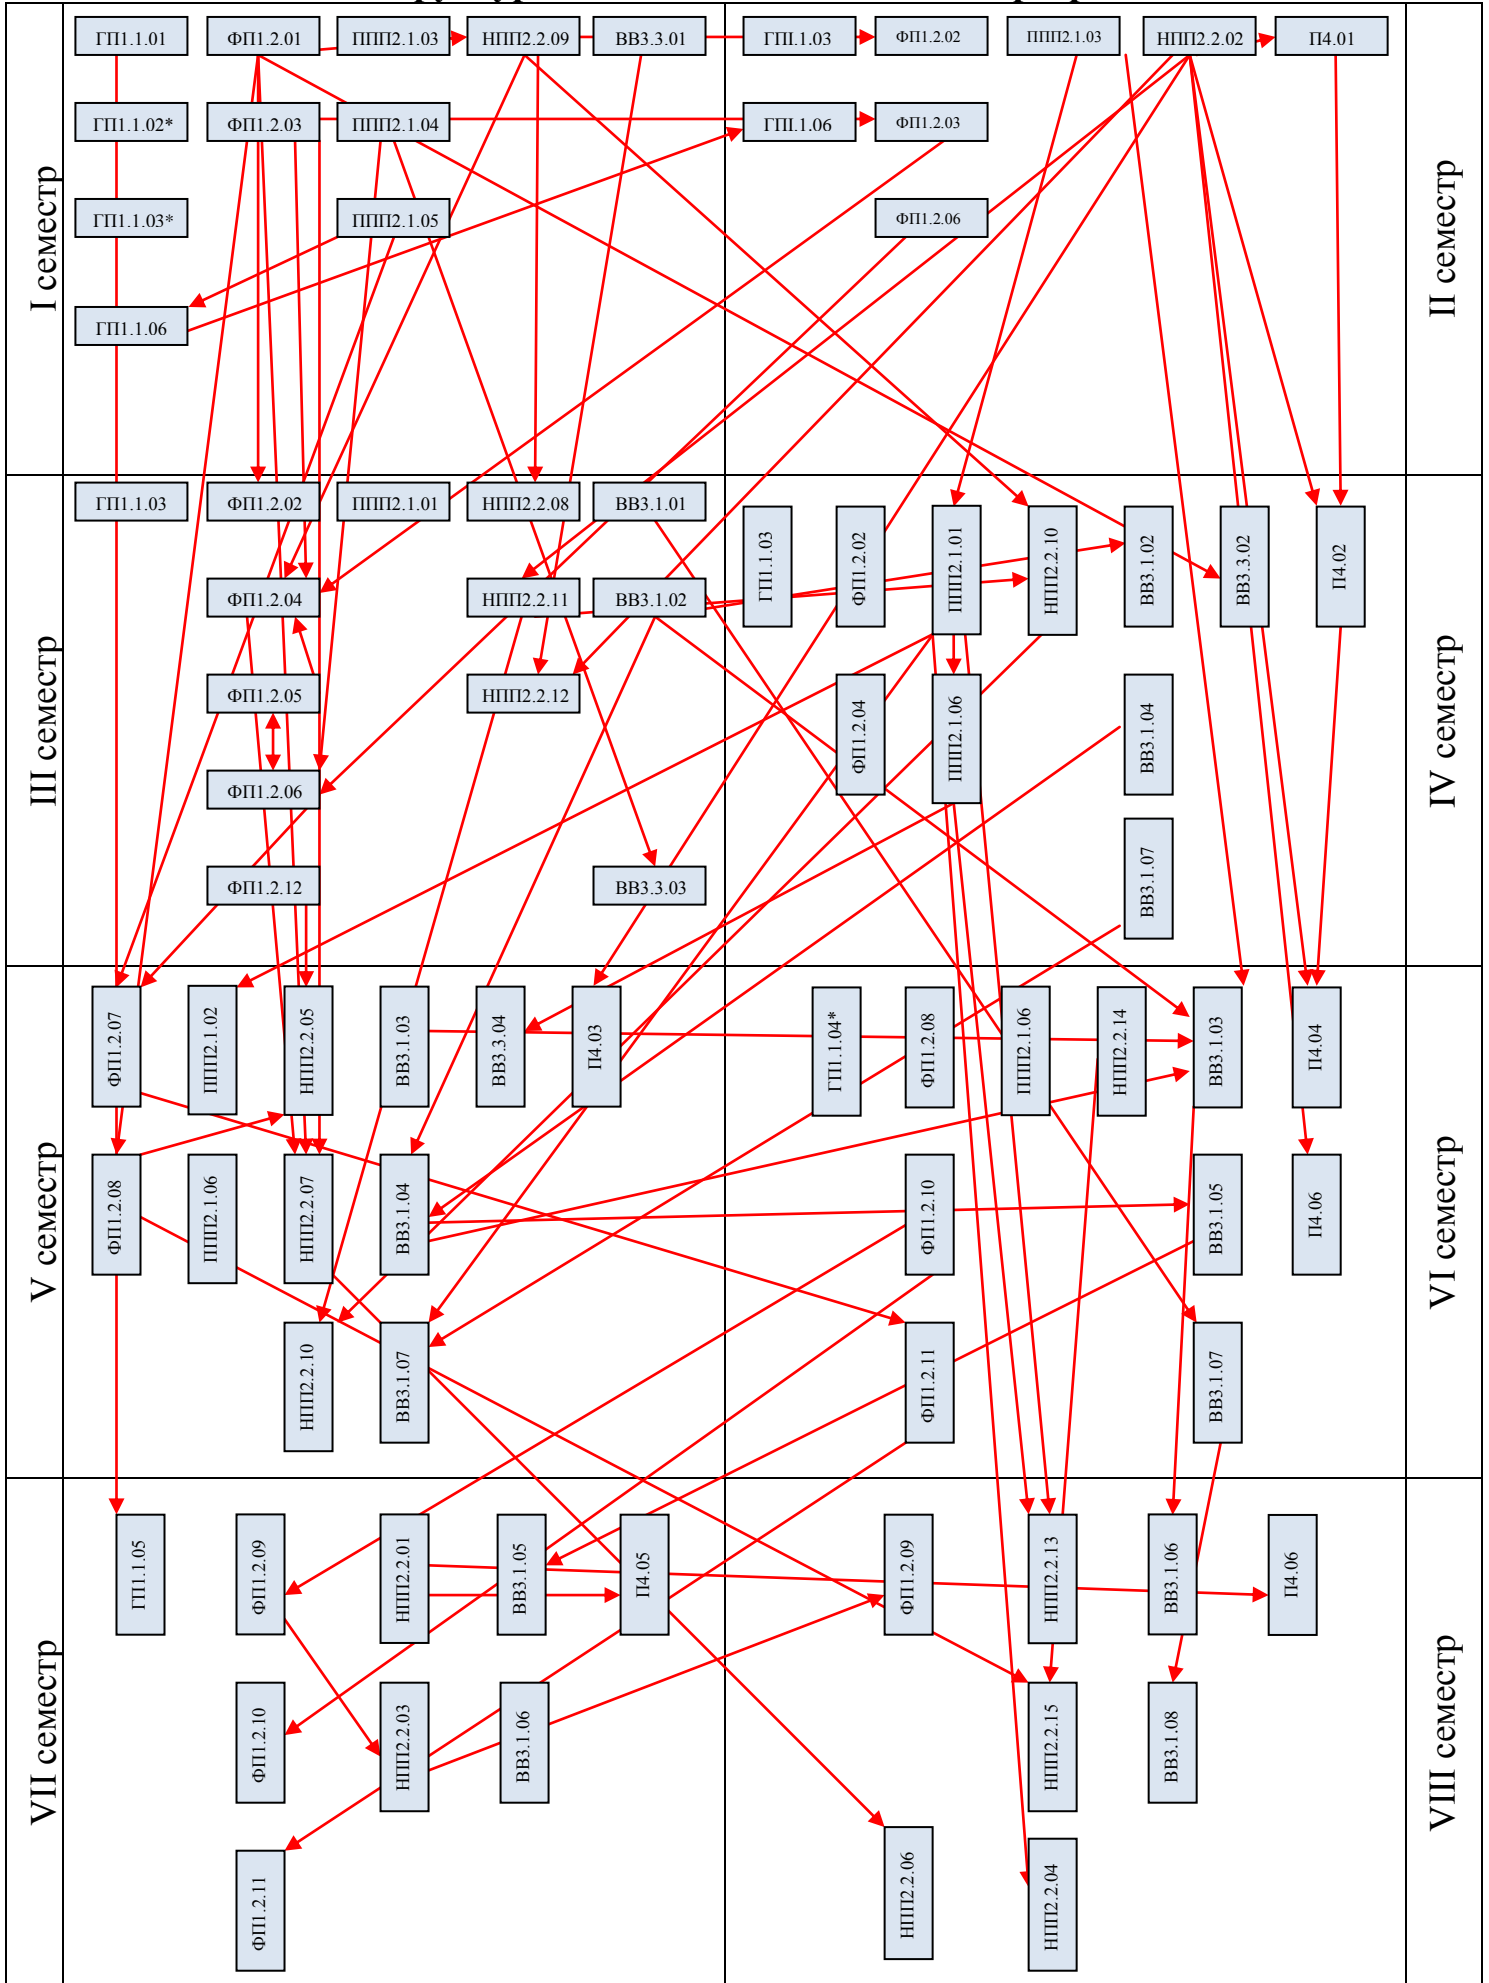 I семестр
ГП1.1.01
ФП1.2.01
ППП2.1.03
НПП2.2.09
ВВ3.3.01
ГП1.1.02*
ФП1.2.03
ППП2.1.04
ГП1.1.03*
ППП2.1.05
ГП1.1.06
II семестр
ГПI.1.03
ФП1.2.02
ППП2.1.03
НПП2.2.02
П4.01
ГПI.1.06
ФП1.2.03
ФП1.2.06
III семестр
ГП1.1.03
ФП1.2.02
ППП2.1.01
НПП2.2.08
ВВ3.1.01
ФП1.2.04
НПП2.2.11
ВВ3.1.02
ФП1.2.05
НПП2.2.12
ФП1.2.06
ФП1.2.12
ВВ3.3.03
IV семестр
ГП1.1.03
ФП1.2.02
ППП2.1.01
НПП2.2.10
ВВ3.1.02
ВВ3.3.02
П4.02
ФП1.2.04
ППП2.1.06
ВВ3.1.04
ВВ3.1.07
V семестр
ФП1.2.07
ППП2.1.02
НПП2.2.05
ВВ3.1.03
ВВ3.3.04
П4.03
ФП1.2.08
ППП2.1.06
НПП2.2.07
ВВ3.1.04
НПП2.2.10
ВВ3.1.07
VI семестр
ГП1.1.04*
ФП1.2.08
ППП2.1.06
НПП2.2.14
ВВ3.1.03
П4.04
ФП1.2.10
ВВ3.1.05
П4.06
ФП1.2.11
ВВ3.1.07
VII семестр
ГП1.1.05
ФП1.2.09
НПП2.2.01
ВВ3.1.05
П4.05
ФП1.2.10
НПП2.2.03
ВВ3.1.06
ФП1.2.11
VIII семестр
ФП1.2.09
НПП2.2.13
ВВ3.1.06
П4.06
НПП2.2.15
ВВ3.1.08
НПП2.2.06
НПП2.2.04